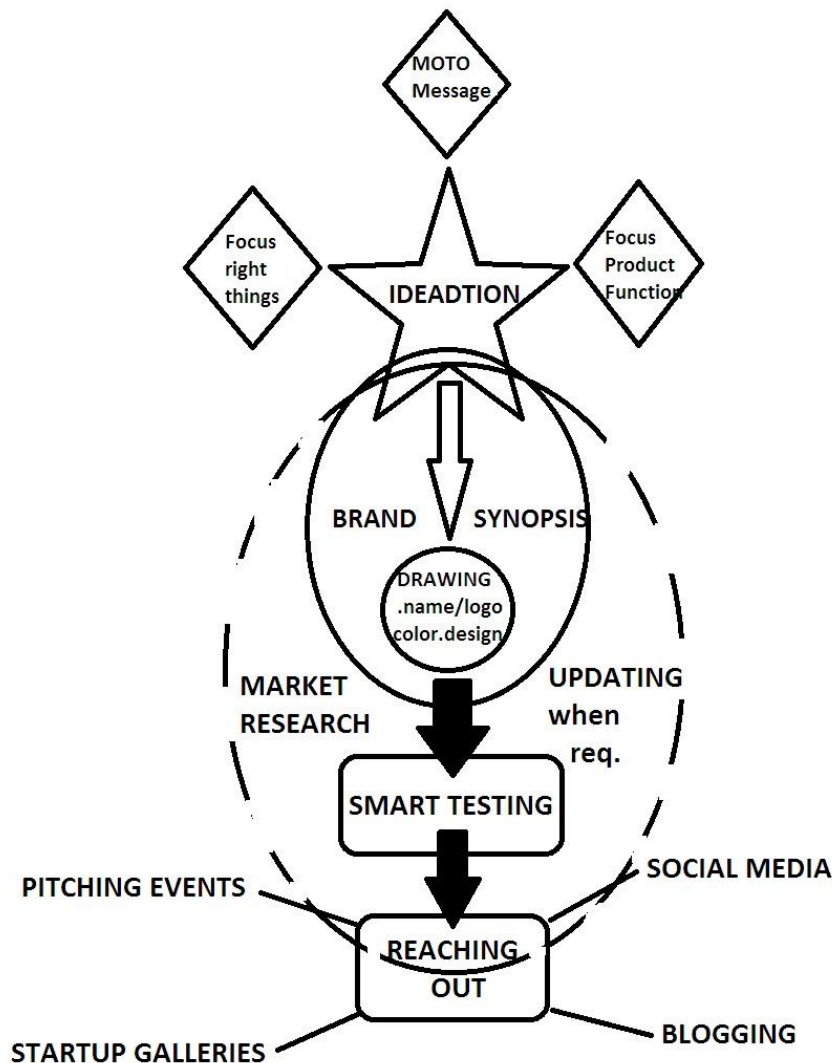 MOTO
Message
Focus
right
things
Focus
Product
Function
IDEADTION
BRAND SYNOPSIS
DRAWING
.name/logo
color.design
MARKET
RESEARCH
UPDATING
when
req.
SMART TESTING
PITCHING EVENTS
SOCIAL MEDIA
REACHING
OUT
STARTUP GALLERIES
BLOGGING